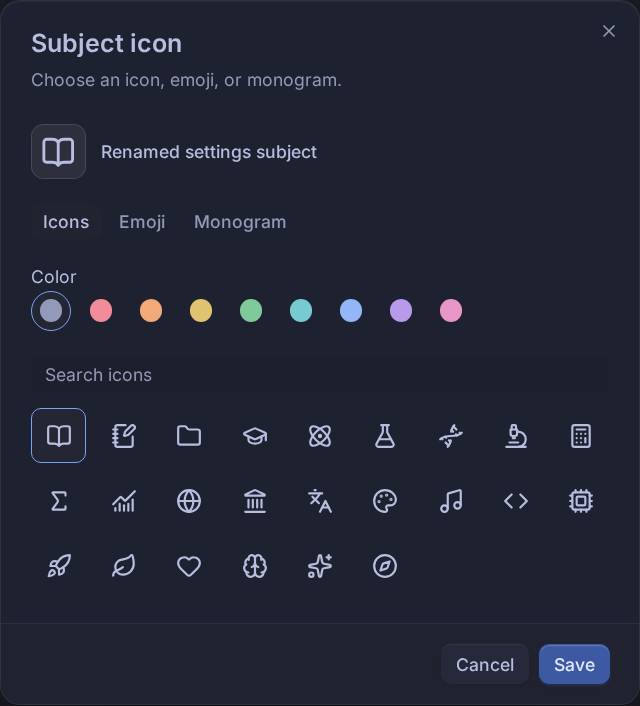 Subject icon
Choose an icon, emoji, or monogram.
Renamed settings subject
Icons Emoji Monogram
Color
Search icons
Cancel Save